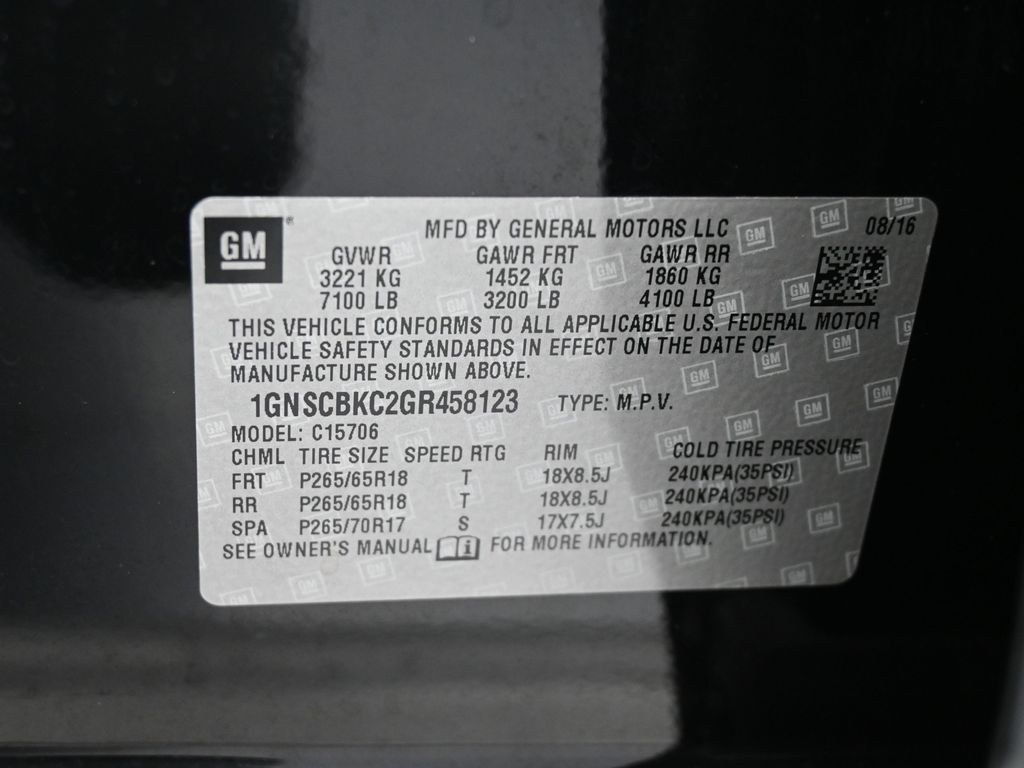 GM
MFD BY GENERAL MOTORS LLC 08/16
GVWR GAWR FRT GAWR RR
3221 KG 1452 KG 1860 KG
7100 LB 3200 LB 4100 LB
THIS VEHICLE CONFORMS TO ALL APPLICABLE U.S. FEDERAL MOTOR
VEHICLE SAFETY STANDARDS IN EFFECT ON THE DATE OF
MANUFACTURE SHOWN ABOVE.
1GNSCBKC2GR458123 TYPE: M.P.V.
MODEL: C15706
CHML TIRE SIZE SPEED RTG RIM COLD TIRE PRESSURE
FRT P265/65R18 T 18X8.5J 240KPA(35PSI)
RR P265/65R18 T 18X8.5J 240KPA(35PSI)
SPA P265/70R17 S 17X7.5J 240KPA(35PSI)
SEE OWNER'S MANUAL i FOR MORE INFORMATION.